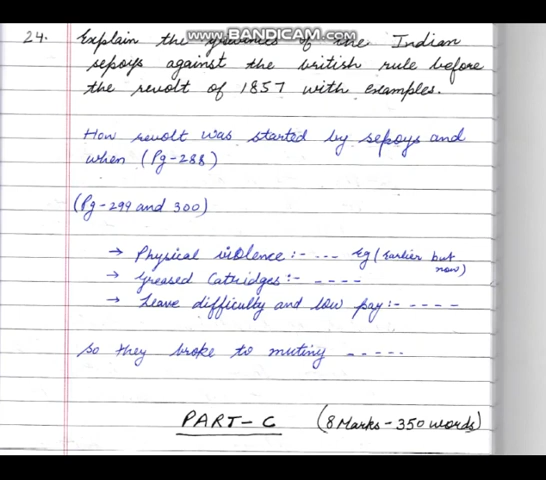 WWW.BANDICAM.COM
24. Explain the grievances of the Indian
sepoys against the british rule before
the revolt of 1857 with examples.
How revolt was started by sepoys and
when (Pg-288)
(Pg-299 and 300)
→ Physical violence:- --- Eg (Earlier but
now)
→ Greased Catridges:- ----
→ Leave difficulty and low pay:- ----
So they broke to mutiny -----
PART-C (8 Marks - 350 words)